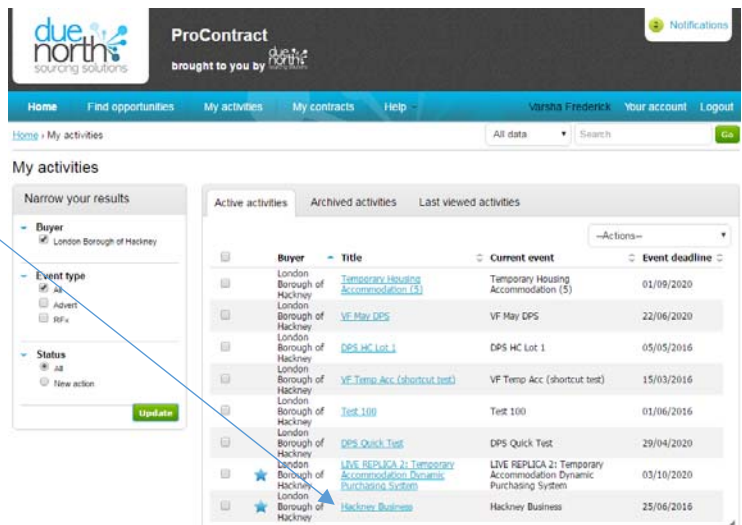 due north
sourcing solutions
ProContract
brought to you by due north
Notifications
Home Find opportunities My activities My contracts Help Varsha Frederick Your account Logout
Home › My activities All data Search Go
My activities
Narrow your results
Buyer
London Borough of Hackney
Event type
All
Advert
RFx
Status
All
New action
Update
Active activities Archived activities Last viewed activities
--Actions--
Buyer Title Current event Event deadline
London Borough of Hackney Temporary Housing Accommodation (5) Temporary Housing Accommodation (5) 01/09/2020
London Borough of Hackney VF May DPS VF May DPS 22/06/2020
London Borough of Hackney DPS HC Lot 1 DPS HC Lot 1 05/05/2016
London Borough of Hackney VF Temp Acc (shortcut test) VF Temp Acc (shortcut test) 15/03/2016
London Borough of Hackney Test 100 Test 100 01/06/2016
London Borough of Hackney DPS Quick Test DPS Quick Test 29/04/2020
London Borough of Hackney LIVE REPLICA 2: Temporary Accommodation Dynamic Purchasing System LIVE REPLICA 2: Temporary Accommodation Dynamic Purchasing System 03/10/2020
London Borough of Hackney Hackney Business Hackney Business 25/06/2016